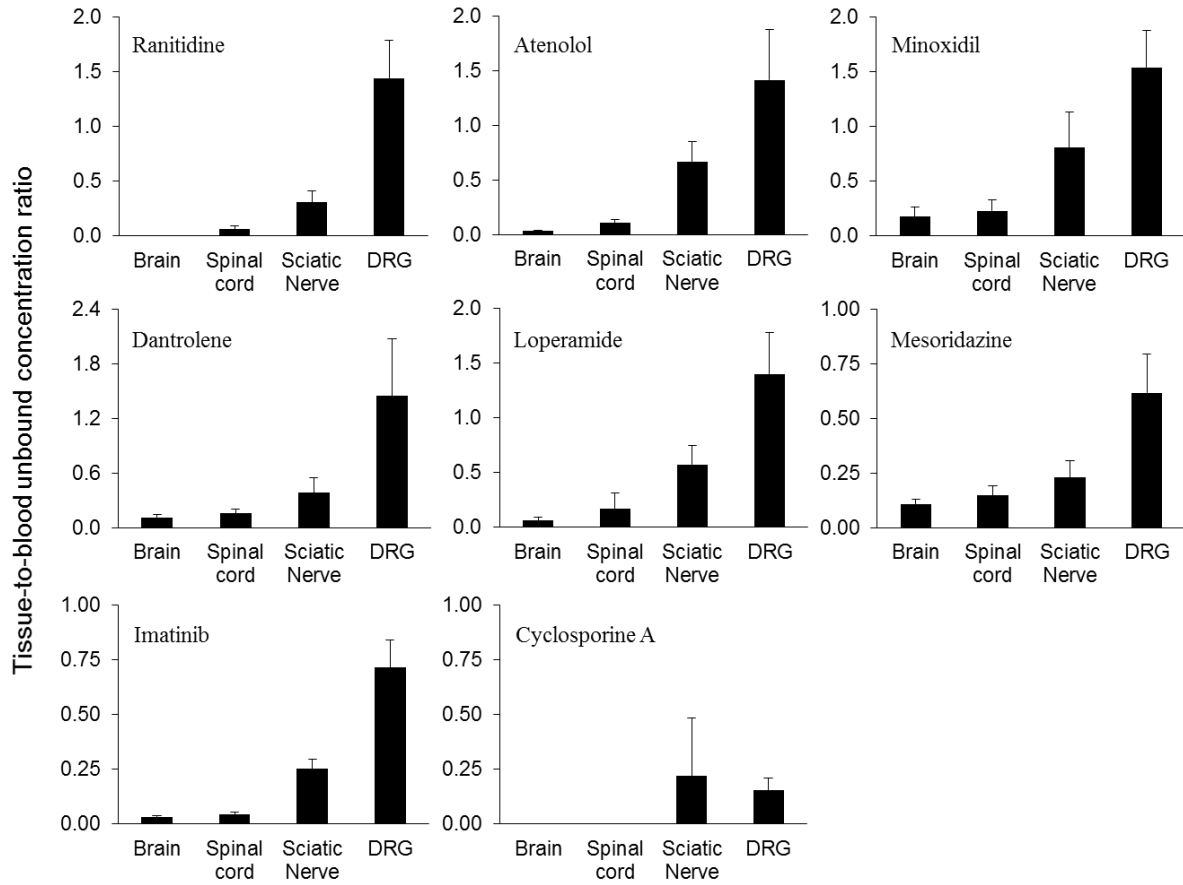 Tissue-to-blood unbound concentration ratio
Ranitidine
2.0
1.5
1.0
0.5
0.0
Brain Spinal Sciatic DRG
cord Nerve
Atenolol
2.0
1.5
1.0
0.5
0.0
Brain Spinal Sciatic DRG
cord Nerve
Minoxidil
2.0
1.5
1.0
0.5
0.0
Brain Spinal Sciatic DRG
cord Nerve
Dantrolene
2.4
1.8
1.2
0.6
0.0
Brain Spinal Sciatic DRG
cord Nerve
Loperamide
2.0
1.5
1.0
0.5
0.0
Brain Spinal Sciatic DRG
cord Nerve
Mesoridazine
1.00
0.75
0.50
0.25
0.00
Brain Spinal Sciatic DRG
cord Nerve
Imatinib
1.00
0.75
0.50
0.25
0.00
Brain Spinal Sciatic DRG
cord Nerve
Cyclosporine A
1.00
0.75
0.50
0.25
0.00
Brain Spinal Sciatic DRG
cord Nerve